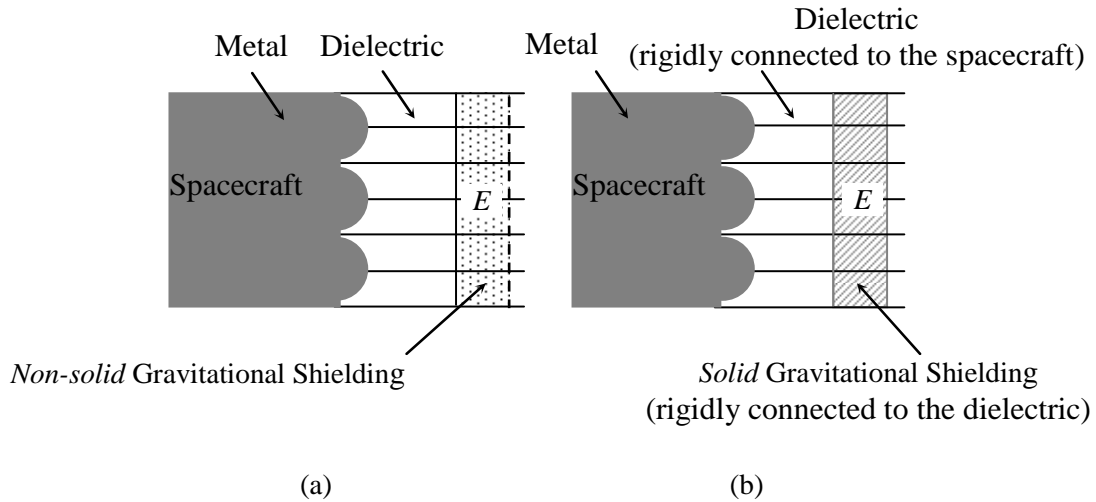 Metal
Dielectric
Spacecraft
E
Non-solid Gravitational Shielding
(a)
Metal
Dielectric
(rigidly connected to the spacecraft)
Spacecraft
E
Solid Gravitational Shielding
(rigidly connected to the dielectric)
(b)